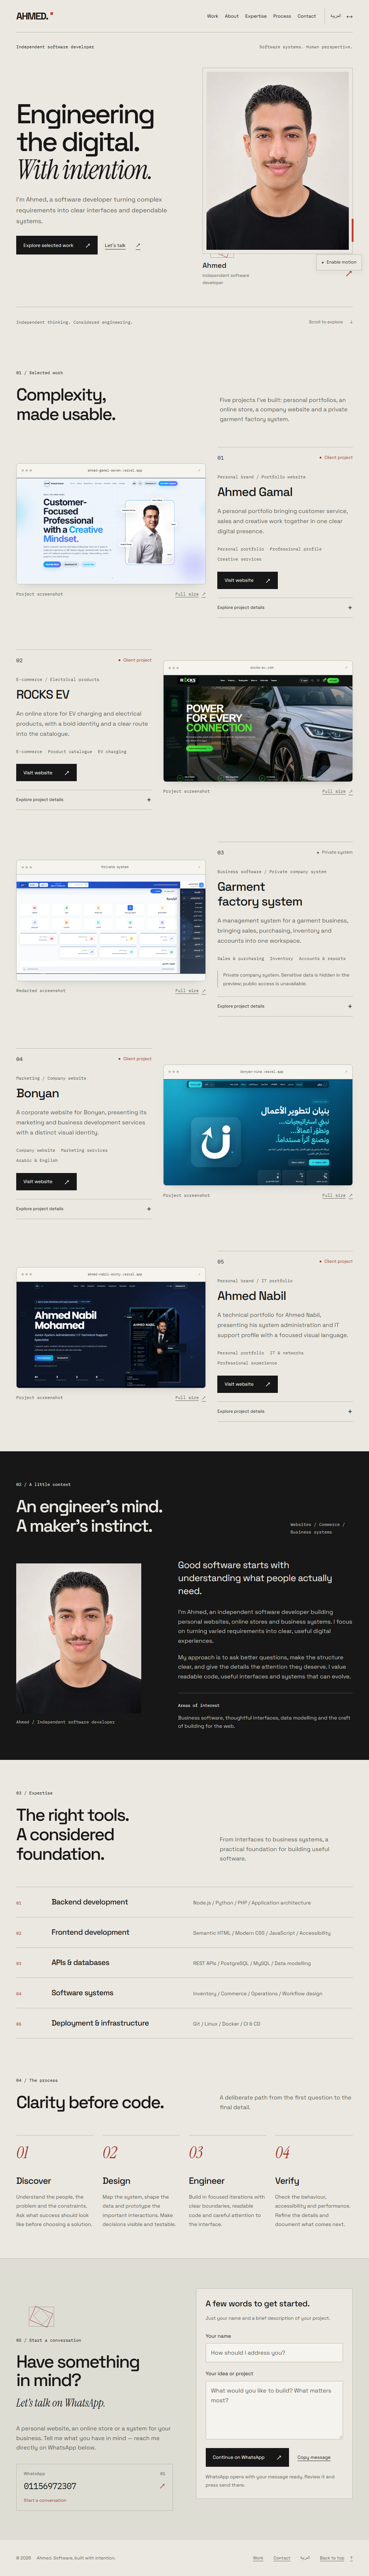 AHMED.
Work About Expertise Process Contact العربية
Independent software developer
Software systems. Human perspective.
Engineering
the digital.
With intention.
I'm Ahmed, a software developer turning complex
requirements into clear interfaces and dependable
systems.
Explore selected work ↗
Let's talk ↗
Enable motion
Ahmed
Independent software
developer
Independent thinking. Considered engineering.
Scroll to explore ↓
01 / Selected work
Complexity,
made usable.
Five projects I've built: personal portfolios, an
online store, a company website and a private
garment factory system.
Customer-
Focused
Professional
with a Creative
Mindset.
Project screenshot
Full size ↗
01
Client project
Personal brand / Portfolio website
Ahmed Gamal
A personal portfolio bringing customer service,
sales and creative work together in one clear
digital presence.
Personal portfolio Professional profile
Creative services
Visit website ↗
Explore project details +
02
Client project
E-commerce / Electrical products
ROCKS EV
An online store for EV charging and electrical
products, with a bold identity and a clear route
into the catalogue.
E-commerce Product catalogue EV charging
Visit website ↗
Explore project details +
POWER
FOR EVERY
CONNECTION
Project screenshot
Full size ↗
Private system
Redacted screenshot
Full size ↗
03
Private system
Business software / Private company system
Garment
factory system
A management system for a garment business,
bringing sales, purchasing, inventory and
accounts into one workspace.
Sales & purchasing Inventory Accounts & reports
Private company system. Sensitive data is hidden in the
preview; public access is unavailable.
Explore project details +
04
Client project
Marketing / Company website
Bonyan
A corporate website for Bonyan, presenting its
marketing and business development services
with a distinct visual identity.
Company website Marketing services
Arabic & English
Visit website ↗
Explore project details +
بنيان لتطوير الأعمال
Project screenshot
Full size ↗
Ahmed Nabil
Mohamed
Project screenshot
Full size ↗
05
Client project
Personal brand / IT portfolio
Ahmed Nabil
A technical portfolio for Ahmed Nabil,
presenting his system administration and IT
support profile with a focused visual language.
Personal portfolio IT & networks
Professional experience
Visit website ↗
Explore project details +
02 / A little context
An engineer's mind.
A maker's instinct.
Websites / Commerce /
Business systems
Ahmed / Independent software developer
Good software starts with
understanding what people actually
need.
I'm Ahmed, an independent software developer building
personal websites, online stores and business systems. I focus
on turning varied requirements into clear, useful digital
experiences.
My approach is to ask better questions, make the structure
clear, and give the details the attention they deserve. I value
readable code, useful interfaces and systems that can evolve.
Areas of interest
Business software, thoughtful interfaces, data modelling and the craft
of building for the web.
03 / Expertise
The right tools.
A considered
foundation.
From interfaces to business systems, a
practical foundation for building useful
software.
01 Backend development Node.js / Python / PHP / Application architecture
02 Frontend development Semantic HTML / Modern CSS / JavaScript / Accessibility
03 APIs & databases REST APIs / PostgreSQL / MySQL / Data modelling
04 Software systems Inventory / Commerce / Operations / Workflow design
05 Deployment & infrastructure Git / Linux / Docker / CI & CD
04 / The process
Clarity before code.
A deliberate path from the first question to the
final detail.
01
Discover
Understand the people, the
problem and the constraints.
Ask what success should look
like before choosing a solution.
02
Design
Map the system, shape the
data and prototype the
important interactions. Make
decisions visible and testable.
03
Engineer
Build in focused iterations with
clear boundaries, readable
code and careful attention to
the interface.
04
Verify
Check the behaviour,
accessibility and performance.
Refine the details and
document what comes next.
05 / Start a conversation
Have something
in mind?
Let's talk on WhatsApp.
A personal website, an online store or a system for your
business. Tell me what you have in mind — reach me
directly on WhatsApp below.
WhatsApp 01
01156972307 ↗
Start a conversation
A few words to get started.
Just your name and a brief description of your project.
Your name
How should I address you?
Your idea or project
What would you like to build? What matters
most?
Continue on WhatsApp ↗
Copy message
WhatsApp opens with your message ready. Review it and
press send there.
© 2026 Ahmed. Software, built with intention.
Work Contact العربية Back to top ↑